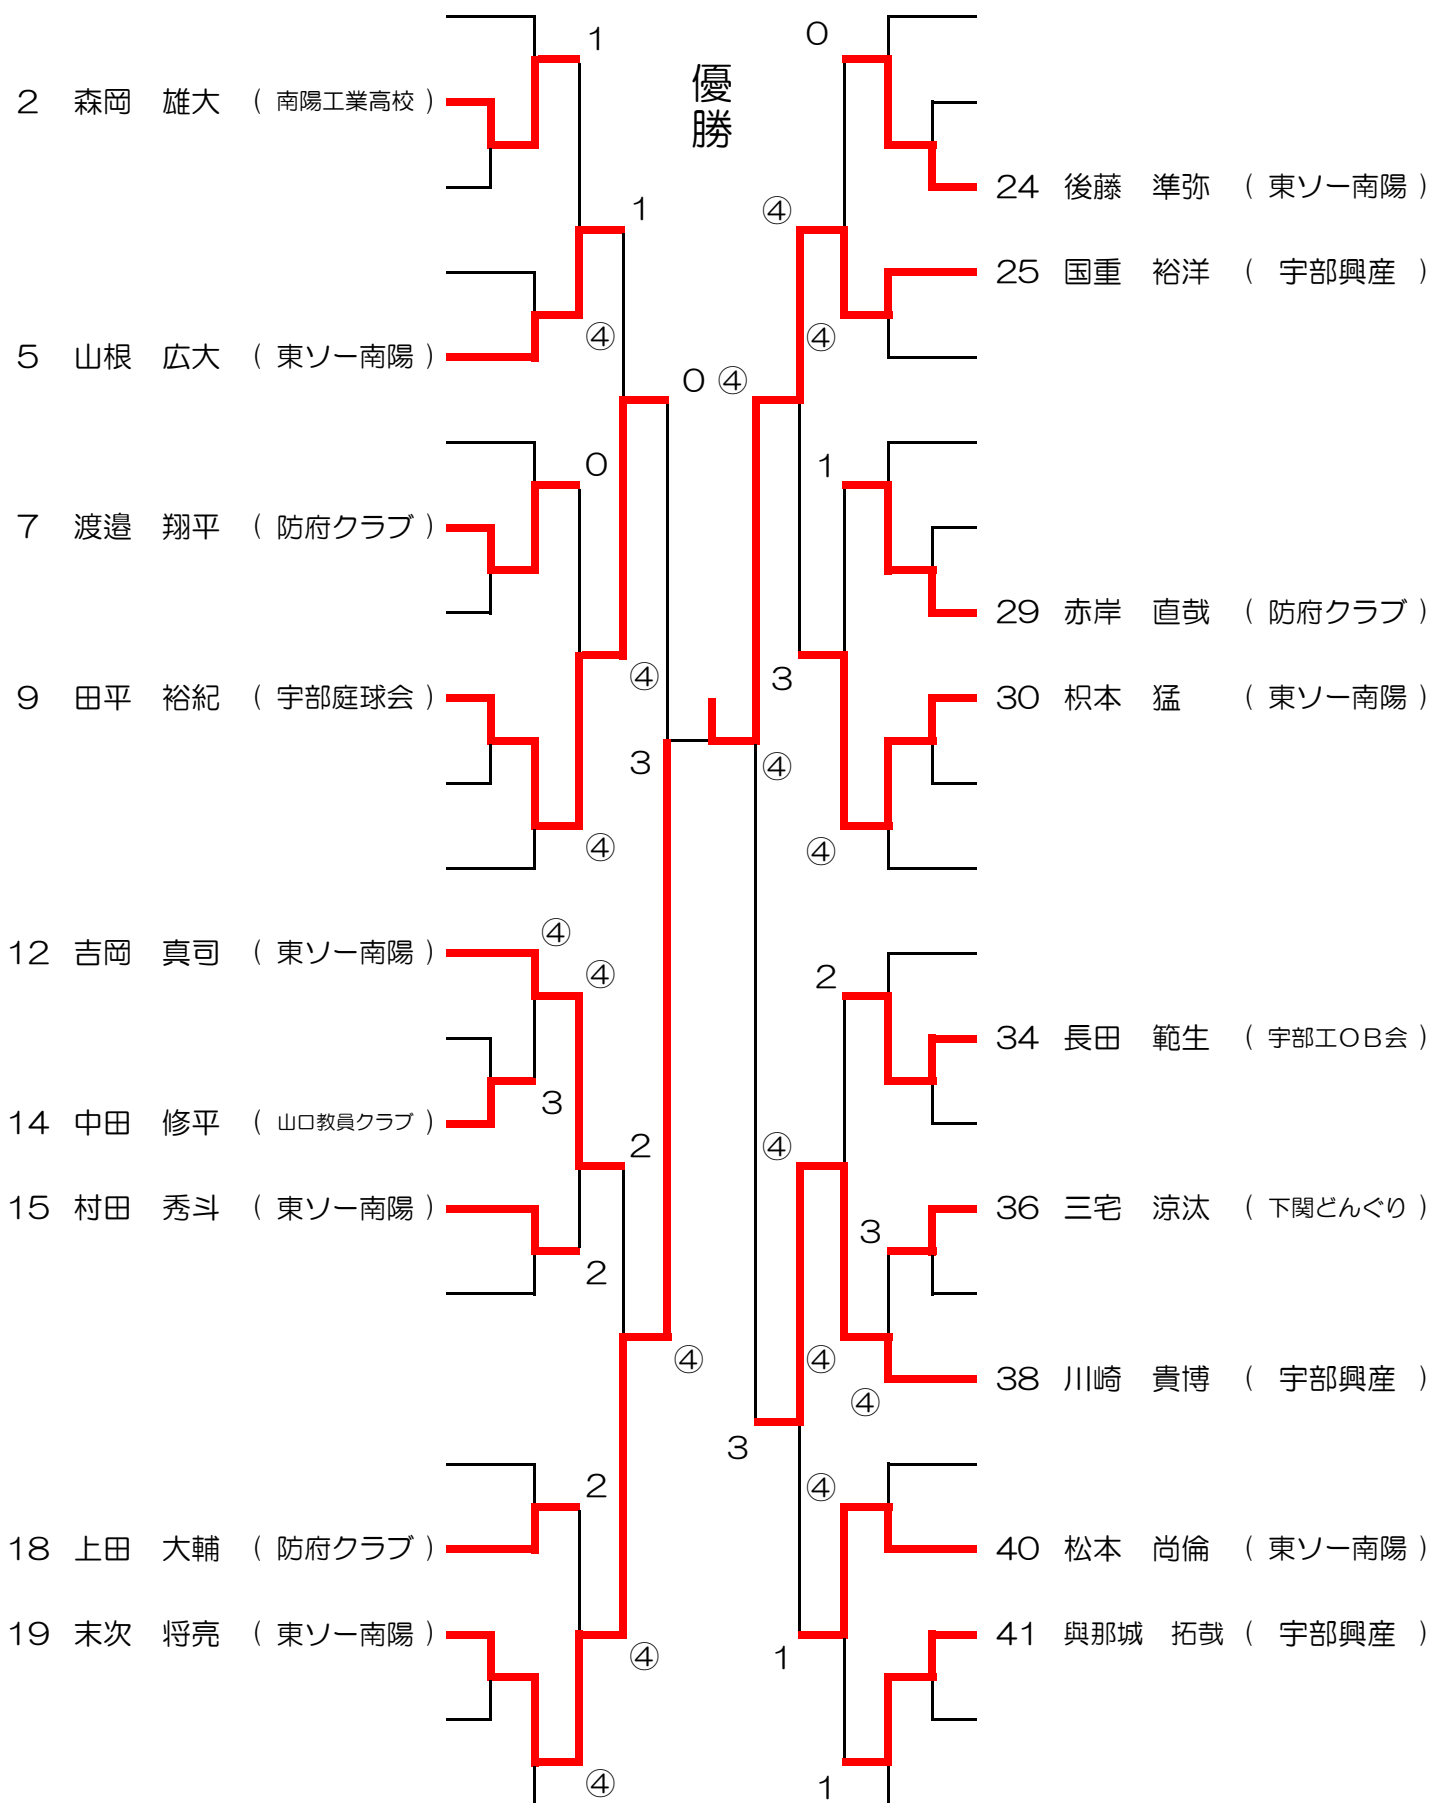 1
0
優勝
2 森岡 雄大 ( 南陽工業高校 )
24 後藤 準弥 ( 東ソー南陽 )
1
④
25 国重 裕洋 ( 宇部興産 )
④
④
5 山根 広大 ( 東ソー南陽 )
0 ④
0
1
7 渡邉 翔平 ( 防府クラブ )
29 赤岸 直哉 ( 防府クラブ )
④
3
9 田平 裕紀 ( 宇部庭球会 )
30 枳本 猛 ( 東ソー南陽 )
3
④
④
④
④
12 吉岡 真司 ( 東ソー南陽 )
④
2
34 長田 範生 ( 宇部工OB会 )
3
14 中田 修平 ( 山口教員クラブ )
2
④
15 村田 秀斗 ( 東ソー南陽 )
36 三宅 涼汰 ( 下関どんぐり )
3
2
④
④
38 川崎 貴博 ( 宇部興産 )
④
3
2
④
18 上田 大輔 ( 防府クラブ )
40 松本 尚倫 ( 東ソー南陽 )
19 末次 将亮 ( 東ソー南陽 )
41 與那城 拓哉 ( 宇部興産 )
④
1
④
1